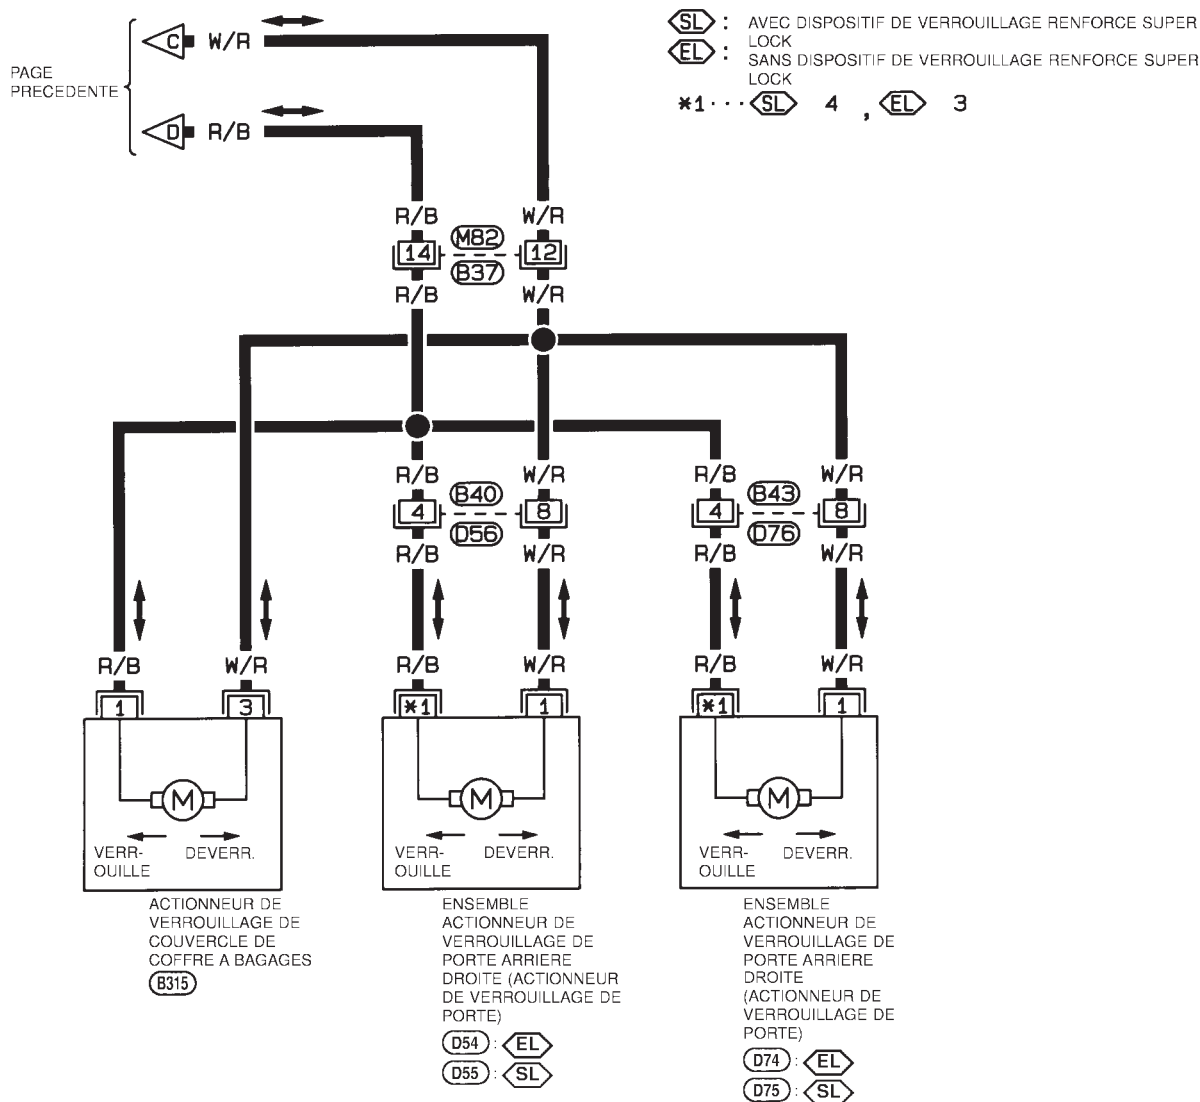 PAGE
PRECEDENTE
C W/R
D R/B
SL : AVEC DISPOSITIF DE VERROUILLAGE RENFORCE SUPER
LOCK
EL : SANS DISPOSITIF DE VERROUILLAGE RENFORCE SUPER
LOCK
*1··· SL 4 , EL 3
R/B W/R
14 M82 12
B37
R/B W/R
R/B W/R R/B W/R
4 B40 8 4 B43 8
D56 D76
R/B W/R R/B W/R
R/B W/R R/B W/R R/B W/R
1 3 *1 1 *1 1
M M M
VERR-
OUILLE
DEVERR.
VERR-
OUILLE
DEVERR.
VERR-
OUILLE
DEVERR.
ACTIONNEUR DE
VERROUILLAGE DE
COUVERCLE DE
COFFRE A BAGAGES
B315
ENSEMBLE
ACTIONNEUR DE
VERROUILLAGE DE
PORTE ARRIERE
DROITE (ACTIONNEUR
DE VERROUILLAGE DE
PORTE)
D54 : EL
D55 : SL
ENSEMBLE
ACTIONNEUR DE
VERROUILLAGE DE
PORTE ARRIERE
DROITE
(ACTIONNEUR DE
VERROUILLAGE DE
PORTE)
D74 : EL
D75 : SL